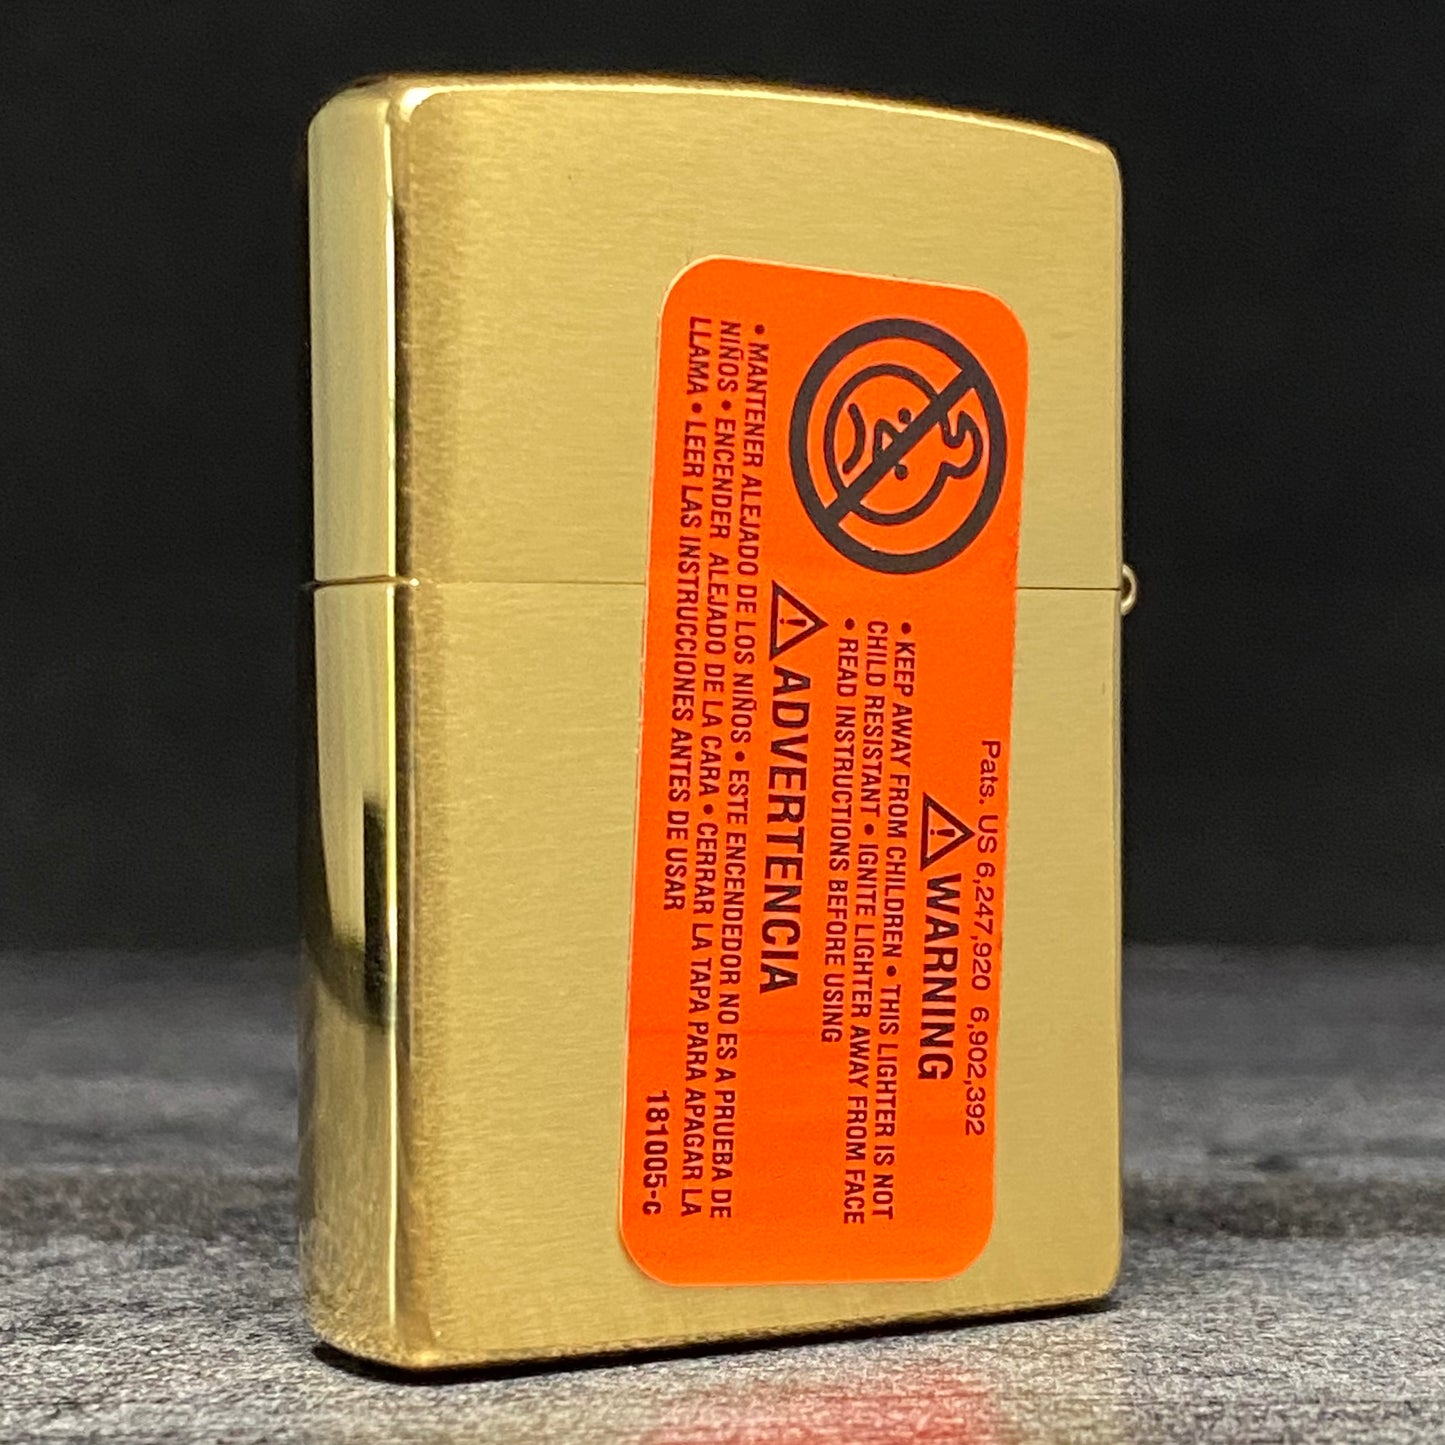 Pats. US 6,247,920 6,902,392
WARNING
• KEEP AWAY FROM CHILDREN • THIS LIGHTER IS NOT
CHILD RESISTANT • IGNITE LIGHTER AWAY FROM FACE
• READ INSTRUCTIONS BEFORE USING
ADVERTENCIA
• MANTENER ALEJADO DE LOS NIÑOS • ESTE ENCENDEDOR NO ES A PRUEBA DE
NIÑOS • ENCENDER ALEJADO DE LA CARA • CERRAR LA TAPA PARA APAGAR LA
LLAMA • LEER LAS INSTRUCCIONES ANTES DE USAR
181005-c